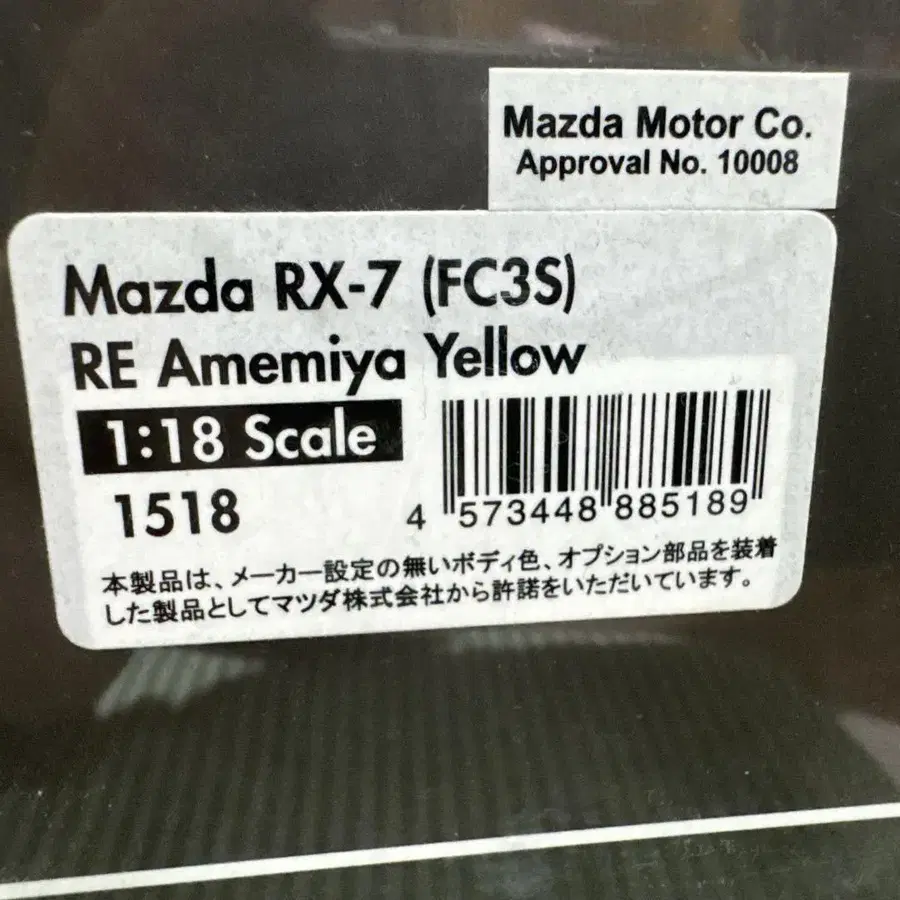 Mazda Motor Co.
Approval No. 10008
Mazda RX-7 (FC3S)
RE Amemiya Yellow
1:18 Scale
1518
4 573448 885189
本製品は、メーカー設定の無いボディ色、オプション部品を装着
した製品としてマツダ株式会社から許諾をいただいています。